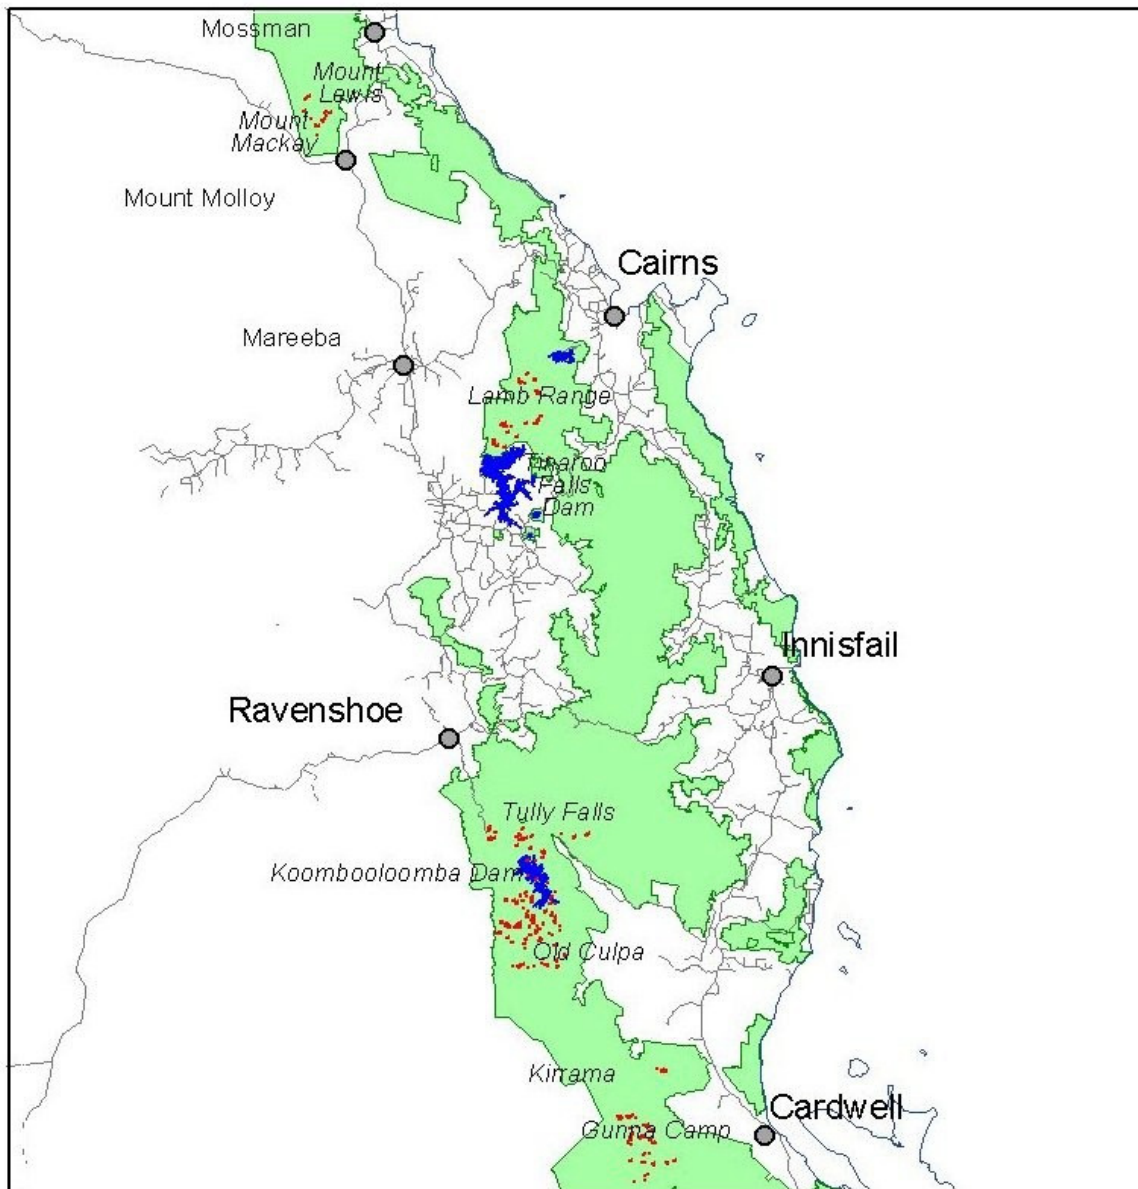 Mossman
Mount
Lewis
Mount
Mackay
Mount Molloy
Cairns
Mareeba
Lamb Range
Tinaroo
Falls
Dam
Innisfail
Ravenshoe
Tully Falls
Koombooloomba Dam
Old Culpa
Kirrama
Cardwell
Gunna Camp